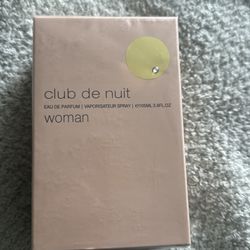 club de nuit
EAU DE PARFUM | VAPORISATEUR SPRAY | ℮105ML 3.6FL.OZ
woman